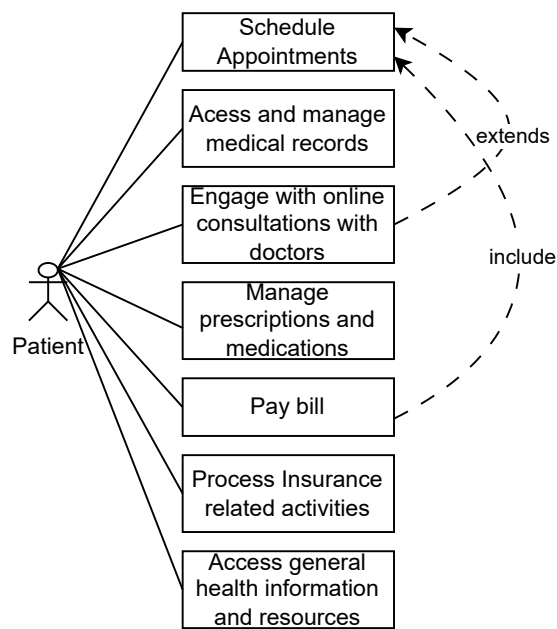 Schedule
Appointments
Acess and manage
medical records
extends
Engage with online
consultations with
doctors
include
Manage
prescriptions and
medications
Patient
Pay bill
Process Insurance
related activities
Access general
health information
and resources